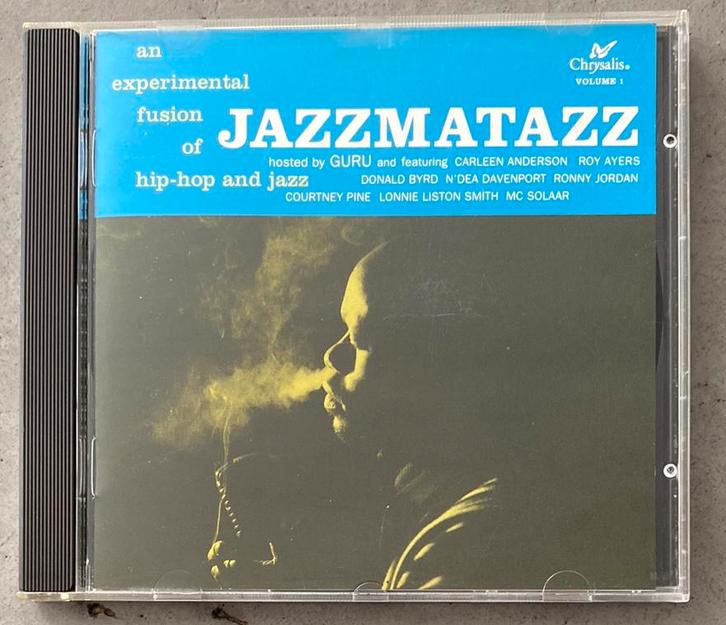 an
experimental
fusion
of
hip-hop and jazz
JAZZMATAZZ
Chrysalis®
VOLUME 1
hosted by GURU and featuring CARLEEN ANDERSON ROY AYERS
DONALD BYRD N'DEA DAVENPORT RONNY JORDAN
COURTNEY PINE LONNIE LISTON SMITH MC SOLAAR